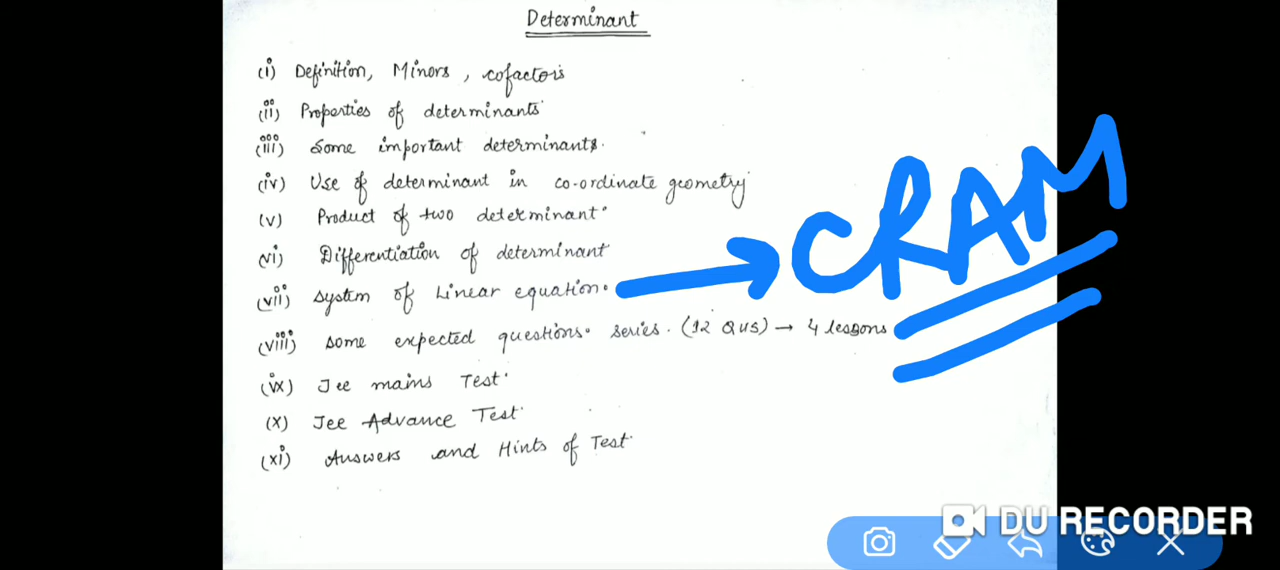 Determinant
(i) Definition, Minors, cofactors
(ii) Properties of determinants
(iii) Some important determinants.
(iv) Use of determinant in co-ordinate geometry
(v) Product of two determinant
(vi) Differentiation of determinant
(vii) System of Linear equation. → CRAM
(viii) Some expected questions. series. (12 QUS) → 4 lessons
(ix) Jee mains Test
(x) Jee Advance Test
(xi) Answers and Hints of Test
DU RECORDER